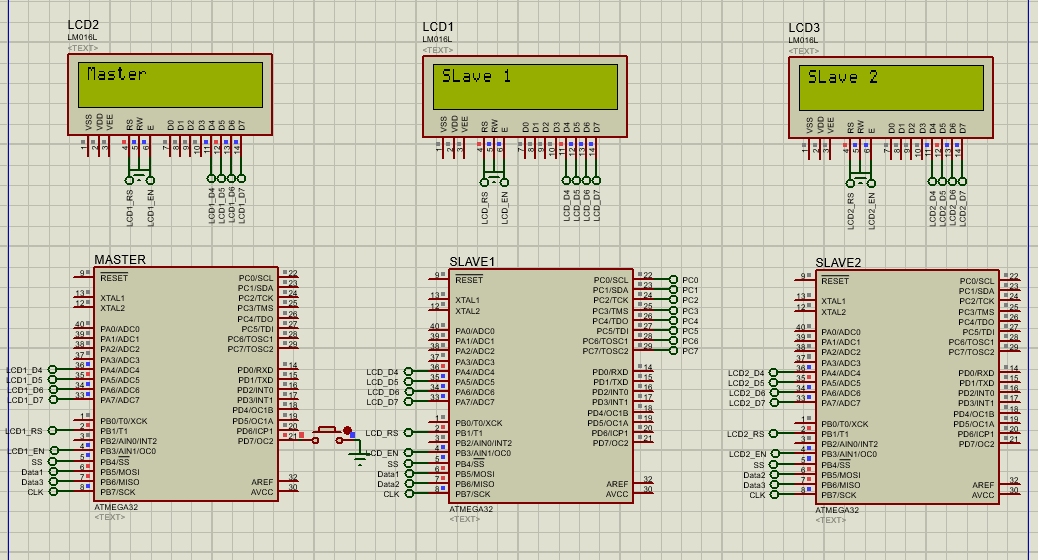 LCD2
LM016L
<TEXT>
Master
VSS VDD VEE RS RW E D0 D1 D2 D3 D4 D5 D6 D7
1 2 3 4 5 6 7 8 9 10 11 12 13 14
LCD1_RS LCD1_EN LCD1_D4 LCD1_D5 LCD1_D6 LCD1_D7
LCD1
LM016L
<TEXT>
SLave 1
VSS VDD VEE RS RW E D0 D1 D2 D3 D4 D5 D6 D7
1 2 3 4 5 6 7 8 9 10 11 12 13 14
LCD_RS LCD_EN LCD_D4 LCD_D5 LCD_D6 LCD_D7
LCD3
LM016L
<TEXT>
SLave 2
VSS VDD VEE RS RW E D0 D1 D2 D3 D4 D5 D6 D7
1 2 3 4 5 6 7 8 9 10 11 12 13 14
LCD2_RS LCD2_EN LCD2_D4 LCD2_D5 LCD2_D6 LCD2_D7
MASTER
9 RESET PC0/SCL 22
PC1/SDA 23
13 XTAL1 PC2/TCK 24
12 XTAL2 PC3/TMS 25
PC4/TDO 26
40 PA0/ADC0 PC5/TDI 27
39 PA1/ADC1 PC6/TOSC1 28
38 PA2/ADC2 PC7/TOSC2 29
37 PA3/ADC3
LCD1_D4 36 PA4/ADC4 PD0/RXD 14
LCD1_D5 35 PA5/ADC5 PD1/TXD 15
LCD1_D6 34 PA6/ADC6 PD2/INT0 16
LCD1_D7 33 PA7/ADC7 PD3/INT1 17
PD4/OC1B 18
1 PB0/T0/XCK PD5/OC1A 19
LCD1_RS 2 PB1/T1 PD6/ICP1 20
3 PB2/AIN0/INT2 PD7/OC2 21
LCD1_EN 4 PB3/AIN1/OC0
SS 5 PB4/SS
Data1 6 PB5/MOSI
Data3 7 PB6/MISO AREF 32
CLK 8 PB7/SCK AVCC 30
ATMEGA32
<TEXT>
SLAVE1
9 RESET PC0/SCL 22 PC0
PC1/SDA 23 PC1
13 XTAL1 PC2/TCK 24 PC2
12 XTAL2 PC3/TMS 25 PC3
PC4/TDO 26 PC4
40 PA0/ADC0 PC5/TDI 27 PC5
39 PA1/ADC1 PC6/TOSC1 28 PC6
38 PA2/ADC2 PC7/TOSC2 29 PC7
37 PA3/ADC3
LCD_D4 36 PA4/ADC4 PD0/RXD 14
LCD_D5 35 PA5/ADC5 PD1/TXD 15
LCD_D6 34 PA6/ADC6 PD2/INT0 16
LCD_D7 33 PA7/ADC7 PD3/INT1 17
PD4/OC1B 18
1 PB0/T0/XCK PD5/OC1A 19
LCD_RS 2 PB1/T1 PD6/ICP1 20
3 PB2/AIN0/INT2 PD7/OC2 21
LCD_EN 4 PB3/AIN1/OC0
SS 5 PB4/SS
Data1 6 PB5/MOSI
Data2 7 PB6/MISO AREF 32
CLK 8 PB7/SCK AVCC 30
ATMEGA32
<TEXT>
SLAVE2
9 RESET PC0/SCL 22
PC1/SDA 23
13 XTAL1 PC2/TCK 24
12 XTAL2 PC3/TMS 25
PC4/TDO 26
40 PA0/ADC0 PC5/TDI 27
39 PA1/ADC1 PC6/TOSC1 28
38 PA2/ADC2 PC7/TOSC2 29
37 PA3/ADC3
LCD2_D4 36 PA4/ADC4 PD0/RXD 14
LCD2_D5 35 PA5/ADC5 PD1/TXD 15
LCD2_D6 34 PA6/ADC6 PD2/INT0 16
LCD2_D7 33 PA7/ADC7 PD3/INT1 17
PD4/OC1B 18
1 PB0/T0/XCK PD5/OC1A 19
LCD2_RS 2 PB1/T1 PD6/ICP1 20
3 PB2/AIN0/INT2 PD7/OC2 21
LCD2_EN 4 PB3/AIN1/OC0
SS 5 PB4/SS
Data2 6 PB5/MOSI
Data3 7 PB6/MISO AREF 32
CLK 8 PB7/SCK AVCC 30
ATMEGA32
<TEXT>